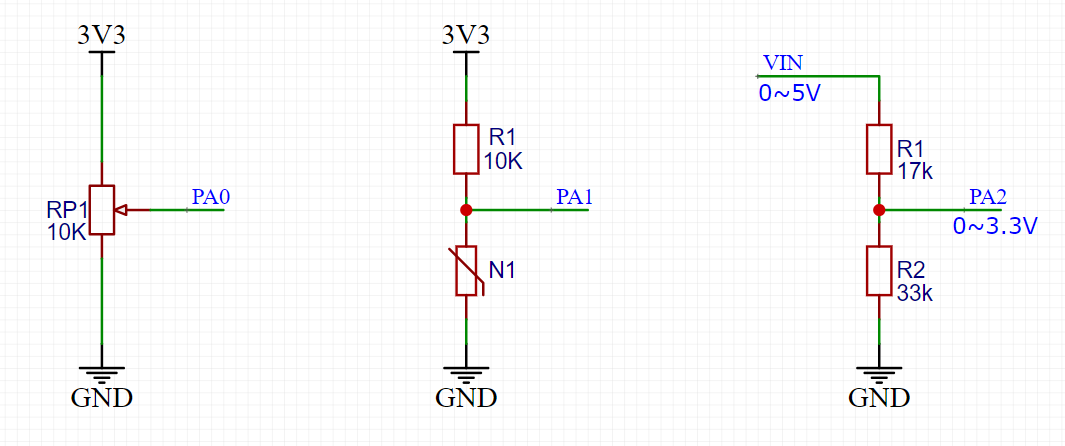 3V3
RP1
10K
PA0
GND
3V3
R1
10K
PA1
N1
GND
VIN
0~5V
R1
17k
PA2
0~3.3V
R2
33k
GND